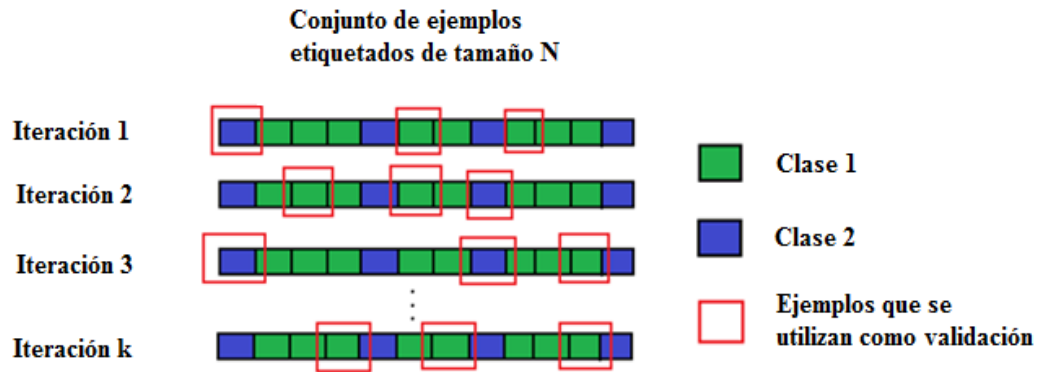 Conjunto de ejemplos
etiquetados de tamaño N
Iteración 1
Iteración 2
Iteración 3
Iteración k
Clase 1
Clase 2
Ejemplos que se
utilizan como validación